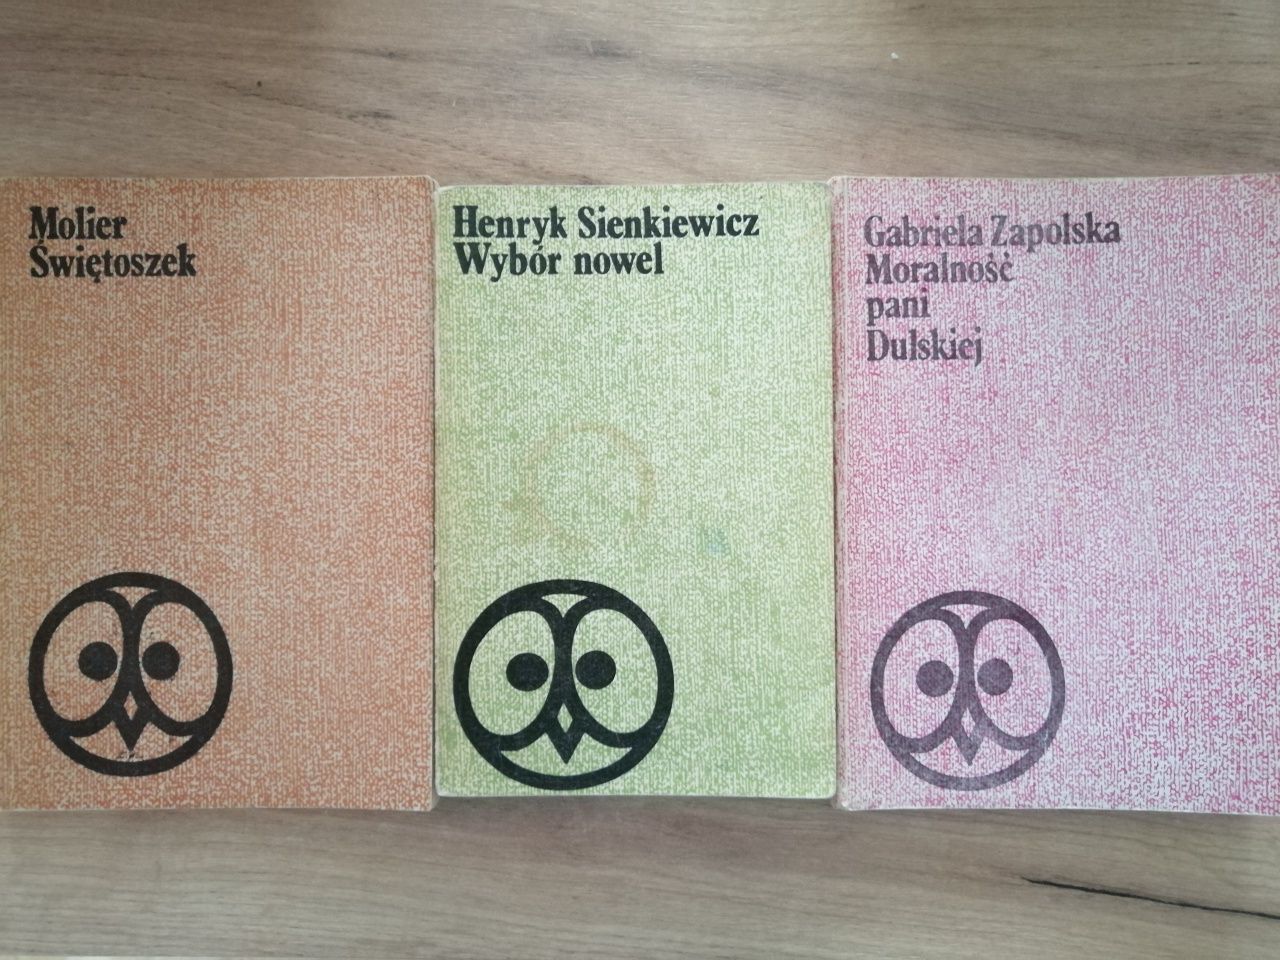 Molier
Świętoszek
Henryk Sienkiewicz
Wybór nowel
Gabriela Zapolska
Moralność
pani
Dulskiej